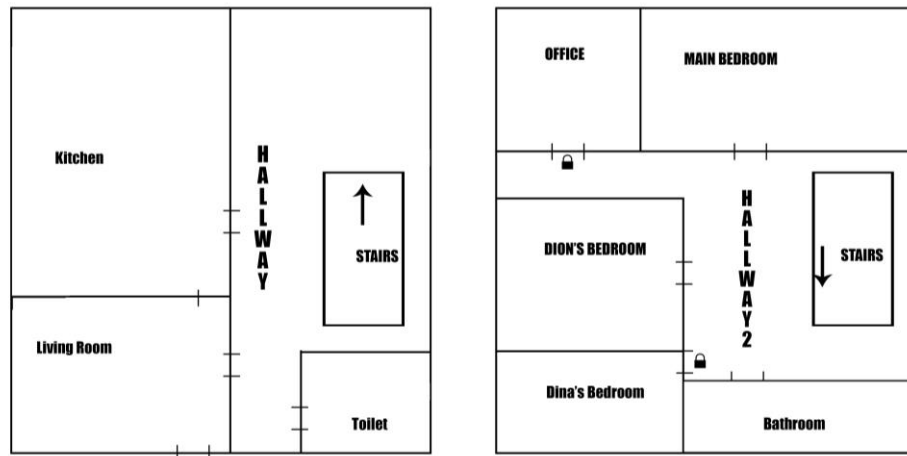 Kitchen
HALLWAY
STAIRS
Living Room
Toilet
OFFICE
MAIN BEDROOM
DION'S BEDROOM
HALLWAY2
STAIRS
Dina's Bedroom
Bathroom